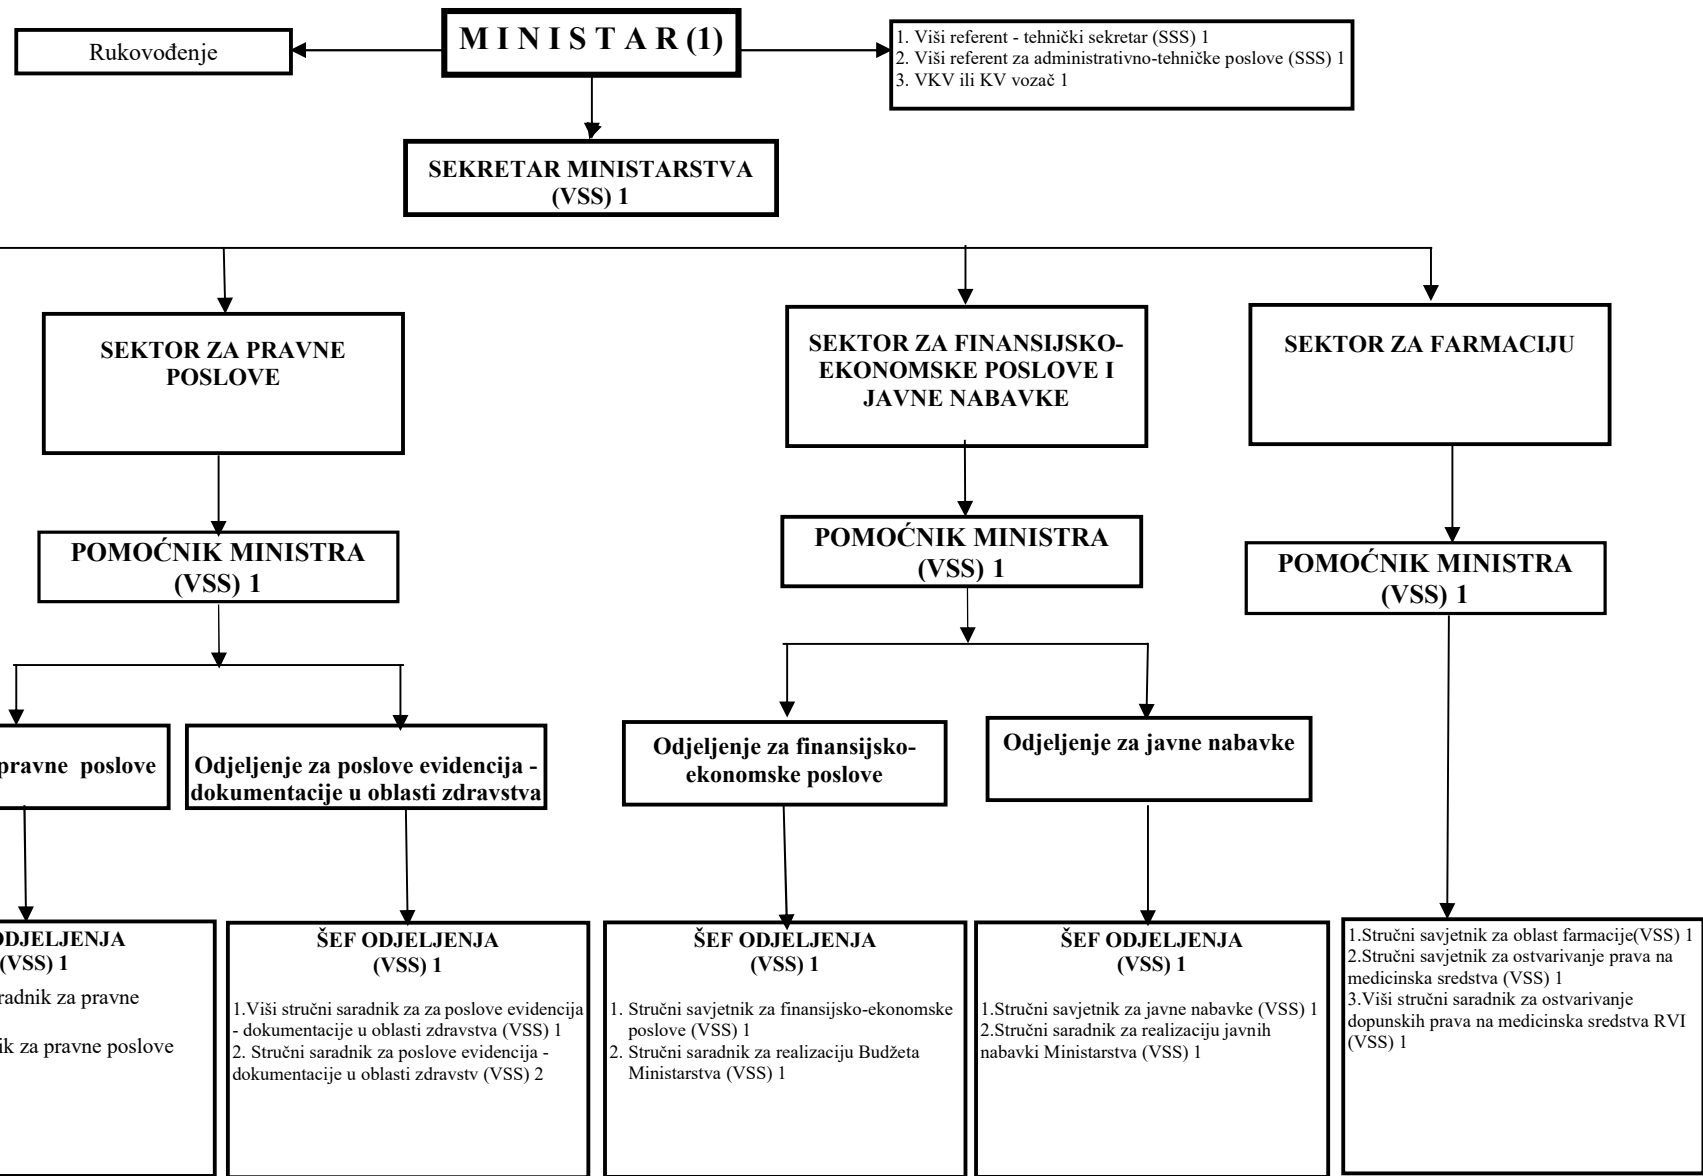 Rukovođenje
M I N I S T A R (1)
1. Viši referent - tehnički sekretar (SSS) 1
2. Viši referent za administrativno-tehničke poslove (SSS) 1
3. VKV ili KV vozač 1
SEKRETAR MINISTARSTVA
(VSS) 1
SEKTOR ZA PRAVNE
POSLOVE
SEKTOR ZA FINANSIJSKO-
EKONOMSKE POSLOVE I
JAVNE NABAVKE
SEKTOR ZA FARMACIJU
POMOĆNIK MINISTRA
(VSS) 1
POMOĆNIK MINISTRA
(VSS) 1
POMOĆNIK MINISTRA
(VSS) 1
pravne poslove
Odjeljenje za poslove evidencija -
dokumentacije u oblasti zdravstva
Odjeljenje za finansijsko-
ekonomske poslove
Odjeljenje za javne nabavke
ODJELJENJA
(VSS) 1
radnik za pravne
ik za pravne poslove
ŠEF ODJELJENJA
(VSS) 1
1.Viši stručni saradnik za za poslove evidencija
- dokumentacije u oblasti zdravstva (VSS) 1
2. Stručni saradnik za poslove evidencija -
dokumentacije u oblasti zdravstv (VSS) 2
ŠEF ODJELJENJA
(VSS) 1
1. Stručni savjetnik za finansijsko-ekonomske
poslove (VSS) 1
2. Stručni saradnik za realizaciju Budžeta
Ministarstva (VSS) 1
ŠEF ODJELJENJA
(VSS) 1
1.Stručni savjetnik za javne nabavke (VSS) 1
2.Stručni saradnik za realizaciju javnih
nabavki Ministarstva (VSS) 1
1.Stručni savjetnik za oblast farmacije(VSS) 1
2.Stručni savjetnik za ostvarivanje prava na
medicinska sredstva (VSS) 1
3.Viši stručni saradnik za ostvarivanje
dopunskih prava na medicinska sredstva RVI
(VSS) 1